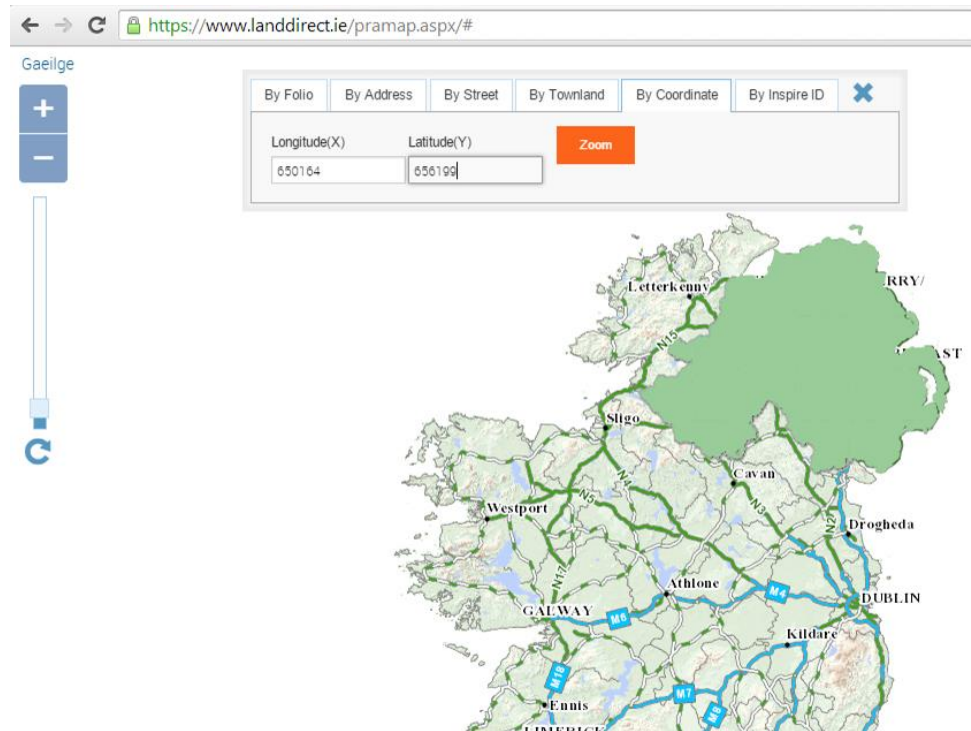 https://www.landdirect.ie/pramap.aspx/#
Gaeilge
By Folio By Address By Street By Townland By Coordinate By Inspire ID
Longitude(X) Latitude(Y)
Zoom
650164 656199
Letterkenny
RRY/
N15
AST
Sligo
Cavan
N4
N5
N3
Westport
N2
Drogheda
N17
Athlone
M4
DUBLIN
GALWAY
M6
Kildare
M18
M7
Ennis
M8
LIMERICK